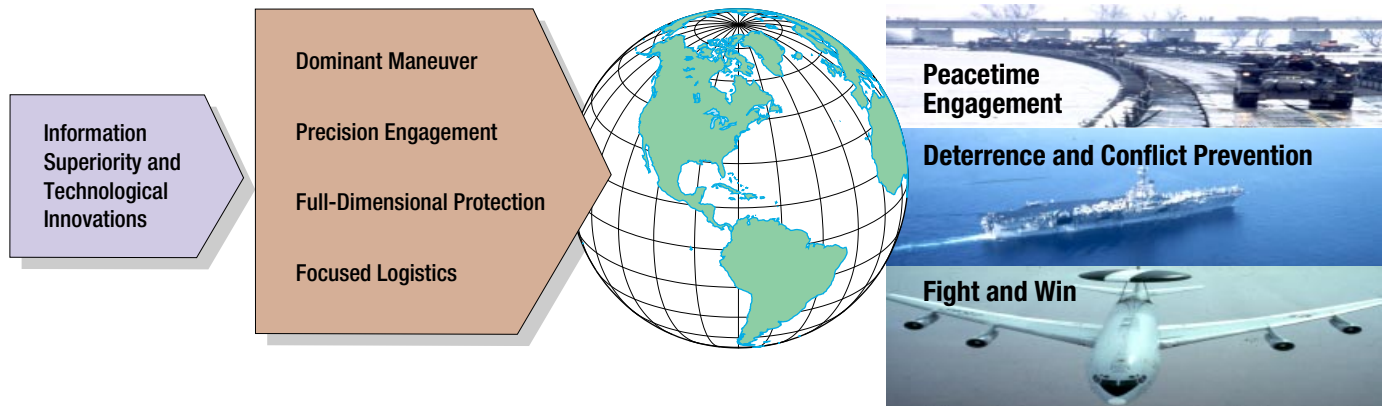 Information
Superiority and
Technological
Innovations
Dominant Maneuver
Precision Engagement
Full-Dimensional Protection
Focused Logistics
Peacetime
Engagement
Deterrence and Conflict Prevention
Fight and Win